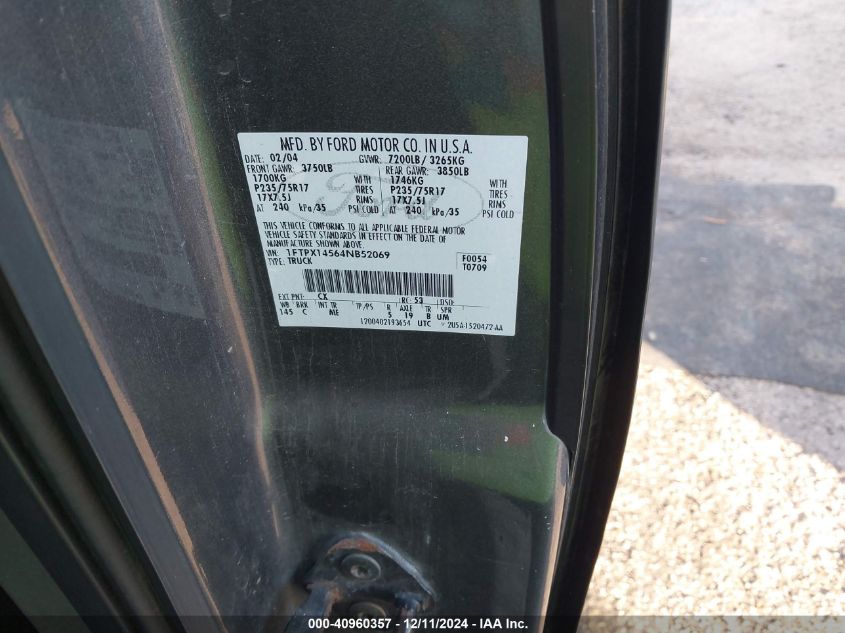 MFD. BY FORD MOTOR CO. IN U.S.A.
DATE: 02/04 GVWR: 7200LB / 3265KG
FRONT GAWR: 3750LB REAR GAWR: 3850LB
1700KG WITH 1746KG WITH
P235/75R17 TIRES P235/75R17 TIRES
17X7.5J RIMS 17X7.5J RIMS
AT 240 kPa/35 PSI COLD AT 240 kPa/35 PSI COLD
THIS VEHICLE CONFORMS TO ALL APPLICABLE FEDERAL MOTOR
VEHICLE SAFETY STANDARDS IN EFFECT ON THE DATE OF
MANUFACTURE SHOWN ABOVE.
VIN: 1FTPX14564NB52069 F0054
TYPE: TRUCK T0709
EXT PNT: CX RC: 53 DSO:
WB BRK INT TR TP/PS R AXLE TR SPR
145 C ME 5 19 B UM
UTC
Ford
000-40960357 / 12/11/2024 - IAA Inc.